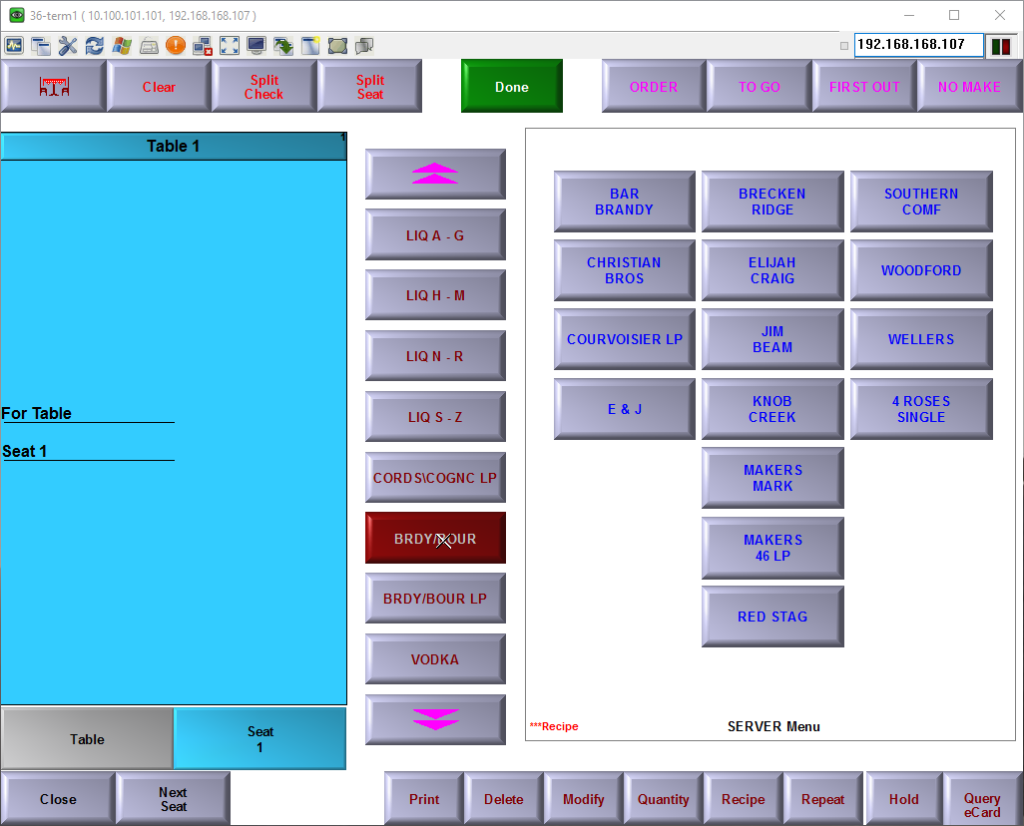 36-term1 ( 10.100.101.101, 192.168.168.107 )
192.168.168.107
Clear
Split
Check
Split
Seat
Done
ORDER
TO GO
FIRST OUT
NO MAKE
Table 1
1
For Table
Seat 1
LIQ A - G
LIQ H - M
LIQ N - R
LIQ S - Z
CORDS\COGNC LP
BRDY/BOUR
BRDY/BOUR LP
VODKA
BAR
BRANDY
BRECKEN
RIDGE
SOUTHERN
COMF
CHRISTIAN
BROS
ELIJAH
CRAIG
WOODFORD
COURVOISIER LP
JIM
BEAM
WELLERS
E & J
KNOB
CREEK
4 ROSES
SINGLE
MAKERS
MARK
MAKERS
46 LP
RED STAG
***Recipe
SERVER Menu
Table
Seat
1
Close
Next
Seat
Print
Delete
Modify
Quantity
Recipe
Repeat
Hold
Query
eCard